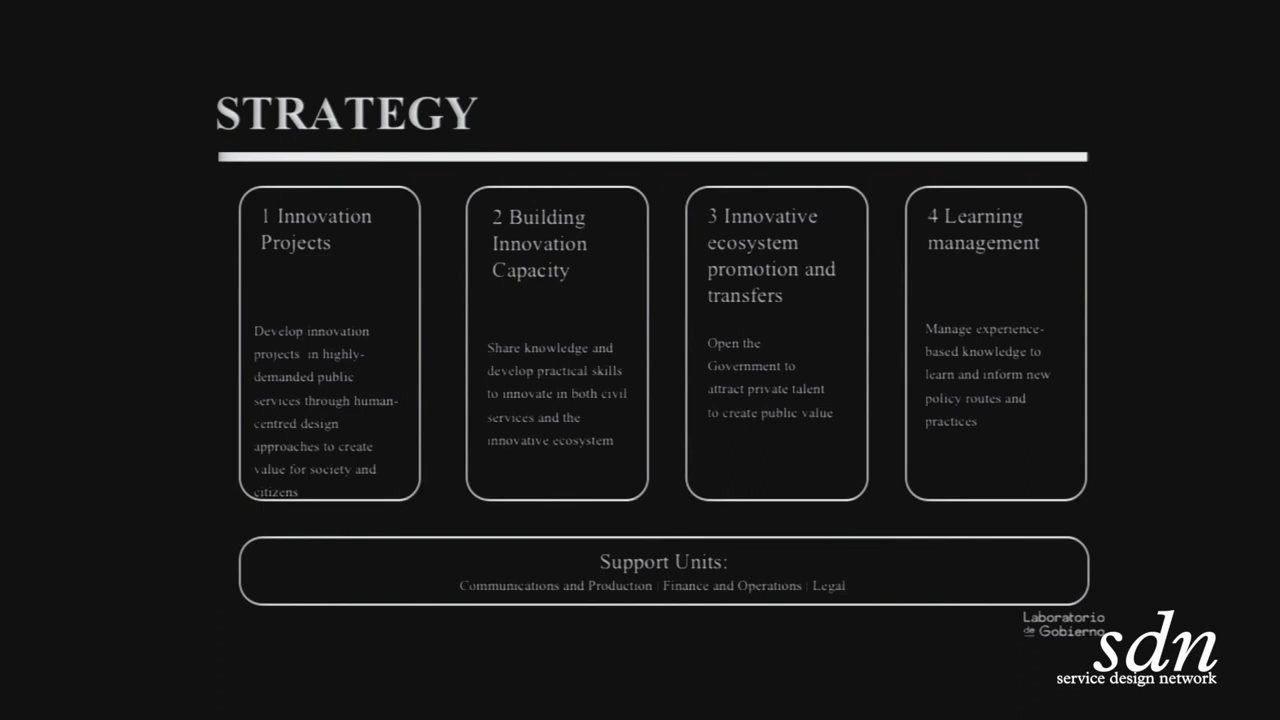 STRATEGY
1 Innovation
Projects
Develop innovation
projects in highly-
demanded public
services through human-
centred design
approaches to create
value for society and
citizens
2 Building
Innovation
Capacity
Share knowledge and
develop practical skills
to innovate in both civil
services and the
innovative ecosystem
3 Innovative
ecosystem
promotion and
transfers
Open the
Government to
attract private talent
to create public value
4 Learning
management
Manage experience-
based knowledge to
learn and inform new
policy routes and
practices
Support Units:
Communications and Production | Finance and Operations | Legal
Laboratorio
de Gobierno
sdn
service design network